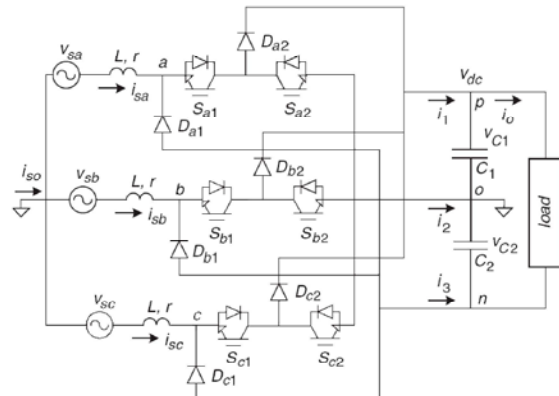 v_sa L, r a D_a2 v_dc
i_sa S_a1 S_a2 i_1 p i_o
D_a1 v_C1
i_so v_sb L, r b D_b2 C_1
o load
i_sb S_b1 S_b2 i_2
D_b1 v_C2
D_c2 C_2
v_sc L, r c i_3 n
i_sc S_c1 S_c2
D_c1